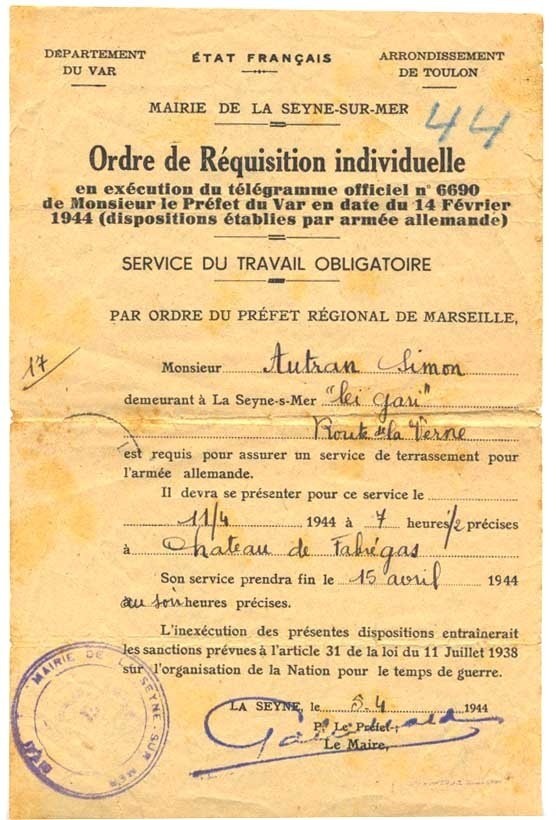 DÉPARTEMENT
DU VAR
ÉTAT FRANÇAIS
ARRONDISSEMENT
DE TOULON
MAIRIE DE LA SEYNE-SUR-MER
44
Ordre de Réquisition individuelle
en exécution du télégramme officiel n° 6690
de Monsieur le Préfet du Var en date du 14 Février
1944 (dispositions établies par armée allemande)
SERVICE DU TRAVAIL OBLIGATOIRE
PAR ORDRE DU PRÉFET RÉGIONAL DE MARSEILLE,
17
Monsieur Autran Simon
demeurant à La Seyne-s-Mer "lei gari"
Route de la Verne
est requis pour assurer un service de terrassement pour
l'armée allemande.
Il devra se présenter pour ce service le
11/4 1944 à 7 heures 1/2 précises
à Chateau de Fabrégas
Son service prendra fin le 15 avril 1944
au soir heures précises.
L'inexécution des présentes dispositions entraînerait
les sanctions prévues à l'article 31 de la loi du 11 Juillet 1938
sur l'organisation de la Nation pour le temps de guerre.
LA SEYNE, le 8-4 1944
P. Le Préfet,
Le Maire,
MAIRIE DE LA SEYNE SUR MER